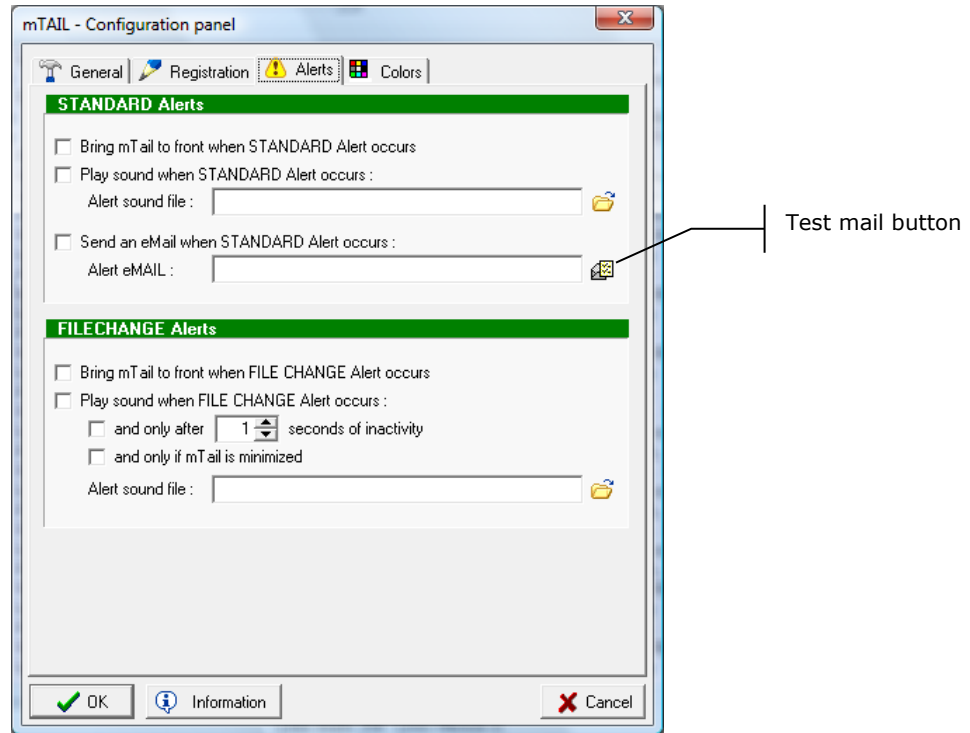 mTAIL - Configuration panel
General Registration Alerts Colors
STANDARD Alerts
Bring mTail to front when STANDARD Alert occurs
Play sound when STANDARD Alert occurs :
Alert sound file :
Send an eMail when STANDARD Alert occurs :
Test mail button
Alert eMAIL :
FILECHANGE Alerts
Bring mTail to front when FILE CHANGE Alert occurs
Play sound when FILE CHANGE Alert occurs :
and only after 1 seconds of inactivity
and only if mTail is minimized
Alert sound file :
OK Information Cancel